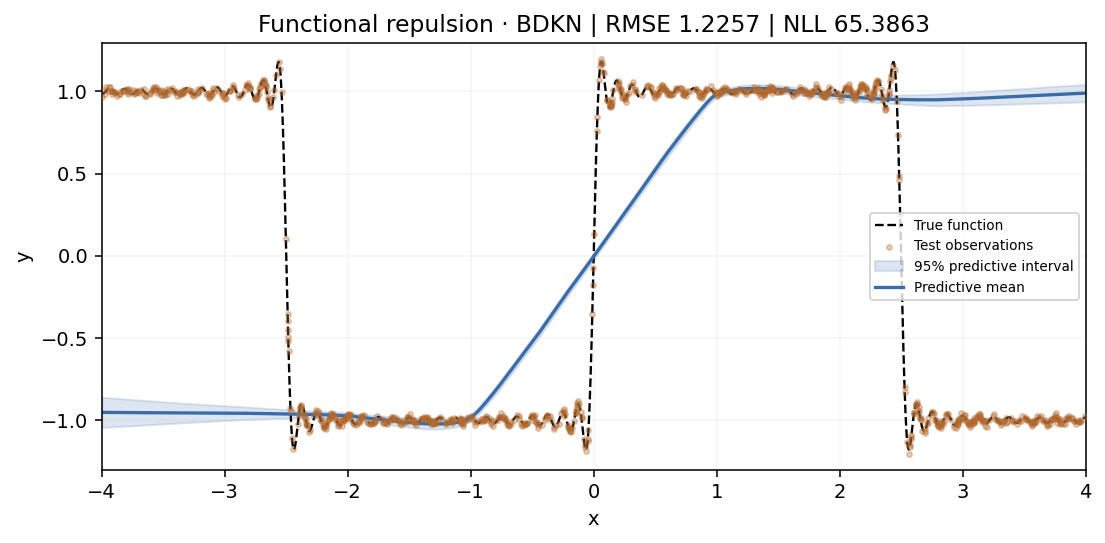 Functional repulsion · BDKN | RMSE 1.2257 | NLL 65.3863
y
1.0
0.5
0.0
−0.5
−1.0
True function
Test observations
95% predictive interval
Predictive mean
−4 −3 −2 −1 0 1 2 3 4
x